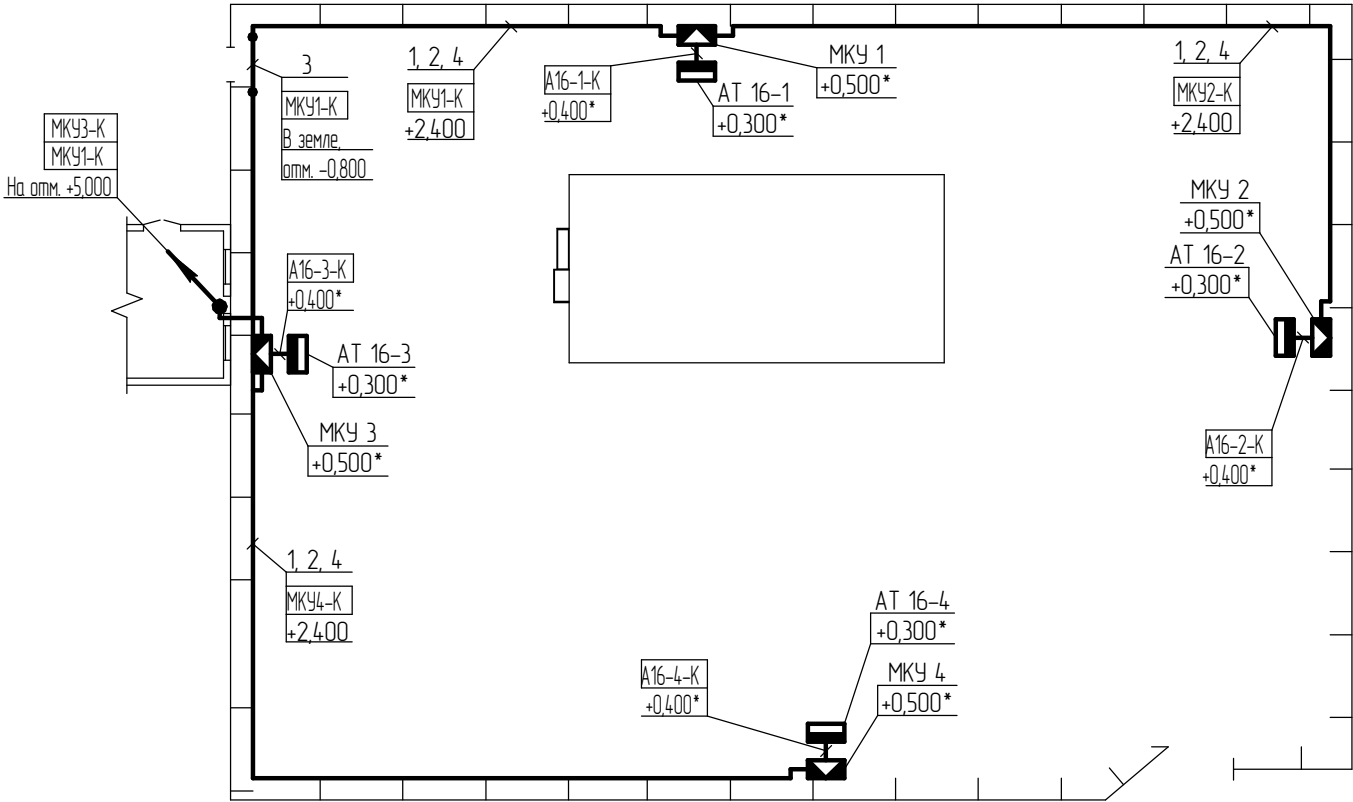 3
МКУ1-К
В земле,
отм. -0,800
1, 2, 4
МКУ1-К
+2,400
А16-1-К
+0,400*
АТ 16-1
+0,300*
МКУ 1
+0,500*
1, 2, 4
МКУ2-К
+2,400
МКУ3-К
МКУ1-К
На отм. +5,000
МКУ 2
+0,500*
АТ 16-2
+0,300*
А16-3-К
+0,400*
АТ 16-3
+0,300*
МКУ 3
+0,500*
А16-2-К
+0,400*
1, 2, 4
МКУ4-К
+2,400
АТ 16-4
+0,300*
А16-4-К
+0,400*
МКУ 4
+0,500*